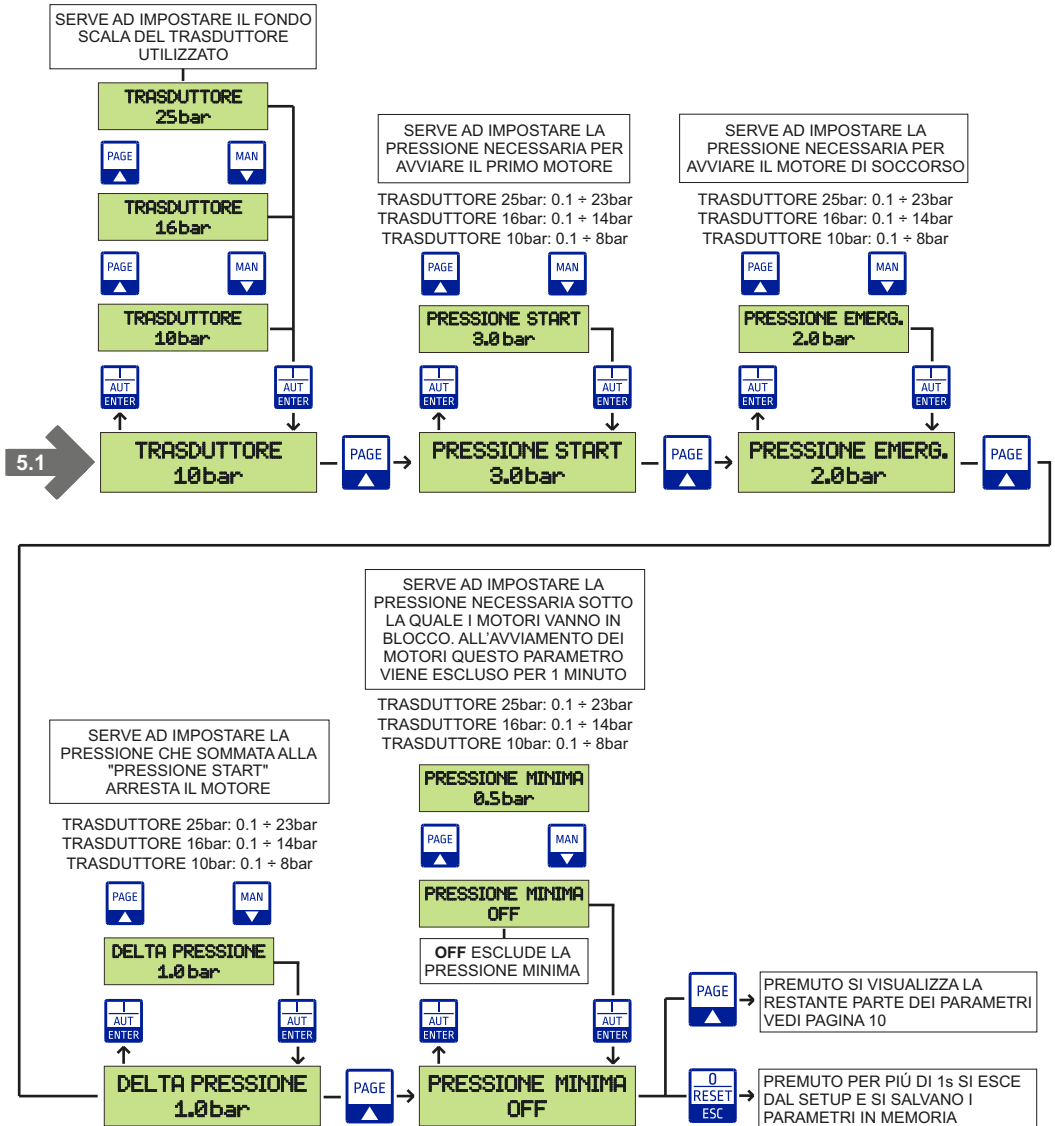 SERVE AD IMPOSTARE IL FONDO
SCALA DEL TRASDUTTORE
UTILIZZATO
TRASDUTTORE
25bar
PAGE
MAN
TRASDUTTORE
16bar
PAGE
MAN
TRASDUTTORE
10bar
AUT
ENTER
AUT
ENTER
5.1
TRASDUTTORE
10bar
PAGE
SERVE AD IMPOSTARE LA
PRESSIONE NECESSARIA PER
AVVIARE IL PRIMO MOTORE
TRASDUTTORE 25bar: 0.1 ÷ 23bar
TRASDUTTORE 16bar: 0.1 ÷ 14bar
TRASDUTTORE 10bar: 0.1 ÷ 8bar
PAGE
MAN
PRESSIONE START
3.0 bar
AUT
ENTER
AUT
ENTER
PRESSIONE START
3.0bar
PAGE
SERVE AD IMPOSTARE LA
PRESSIONE NECESSARIA PER
AVVIARE IL MOTORE DI SOCCORSO
TRASDUTTORE 25bar: 0.1 ÷ 23bar
TRASDUTTORE 16bar: 0.1 ÷ 14bar
TRASDUTTORE 10bar: 0.1 ÷ 8bar
PAGE
MAN
PRESSIONE EMERG.
2.0 bar
AUT
ENTER
AUT
ENTER
PRESSIONE EMERG.
2.0bar
PAGE
SERVE AD IMPOSTARE LA
PRESSIONE CHE SOMMATA ALLA
"PRESSIONE START"
ARRESTA IL MOTORE
TRASDUTTORE 25bar: 0.1 ÷ 23bar
TRASDUTTORE 16bar: 0.1 ÷ 14bar
TRASDUTTORE 10bar: 0.1 ÷ 8bar
PAGE
MAN
DELTA PRESSIONE
1.0 bar
AUT
ENTER
AUT
ENTER
DELTA PRESSIONE
1.0bar
PAGE
SERVE AD IMPOSTARE LA
PRESSIONE NECESSARIA SOTTO
LA QUALE I MOTORI VANNO IN
BLOCCO. ALL'AVVIAMENTO DEI
MOTORI QUESTO PARAMETRO
VIENE ESCLUSO PER 1 MINUTO
TRASDUTTORE 25bar: 0.1 ÷ 23bar
TRASDUTTORE 16bar: 0.1 ÷ 14bar
TRASDUTTORE 10bar: 0.1 ÷ 8bar
PRESSIONE MINIMA
0.5bar
PAGE
MAN
PRESSIONE MINIMA
OFF
OFF ESCLUDE LA
PRESSIONE MINIMA
AUT
ENTER
AUT
ENTER
PRESSIONE MINIMA
OFF
PAGE
PREMUTO SI VISUALIZZA LA
RESTANTE PARTE DEI PARAMETRI
VEDI PAGINA 10
0
RESET
ESC
PREMUTO PER PIÚ DI 1s SI ESCE
DAL SETUP E SI SALVANO I
PARAMETRI IN MEMORIA